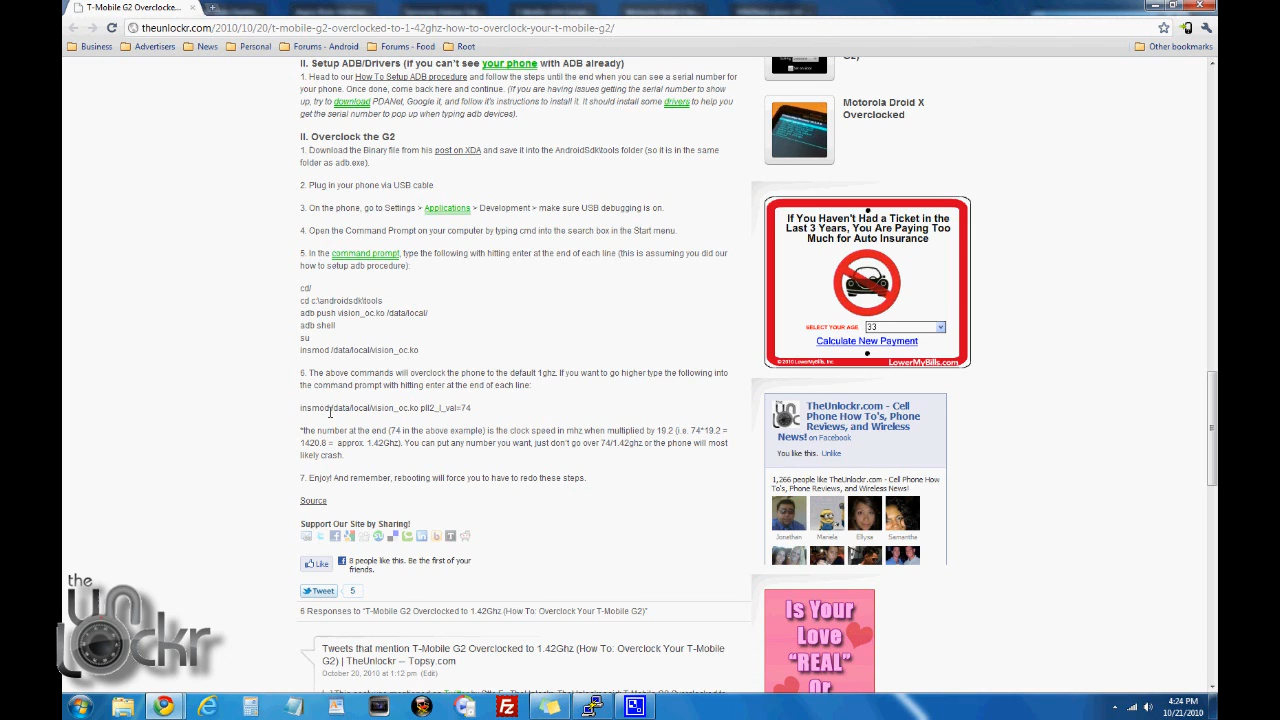 T-Mobile G2 Overclocke..
theunlockr.com/2010/10/20/t-mobile-g2-overclocked-to-1-42ghz-how-to-overclock-your-t-mobile-g2/
Business Advertisers News Personal Forums - Android Forums - Food Root Other bookmarks
II. Setup ADB/Drivers (if you can't see your phone with ADB already)
1. Head to our How To Setup ADB procedure and follow the steps until the end when you can see a serial number for
your phone. Once done, come back here and continue. (If you are having issues getting the serial number to show
up, try to download PDANet, Google it, and follow it's instructions to install it. It should install some drivers to help you
get the serial number to pop up when typing adb devices).
II. Overclock the G2
1. Download the Binary file from his post on XDA and save it into the AndroidSdk\tools folder (so it is in the same
folder as adb.exe).
2. Plug in your phone via USB cable
3. On the phone, go to Settings > Applications > Development > make sure USB debugging is on.
4. Open the Command Prompt on your computer by typing cmd into the search box in the Start menu.
5. In the command prompt, type the following with hitting enter at the end of each line (this is assuming you did our
how to setup adb procedure):
cd/
cd c:\androidsdk\tools
adb push vision_oc.ko /data/local/
adb shell
su
insmod /data/local/vision_oc.ko
6. The above commands will overclock the phone to the default 1ghz. If you want to go higher type the following into
the command prompt with hitting enter at the end of each line:
insmod /data/local/vision_oc.ko pll2_l_val=74
*the number at the end (74 in the above example) is the clock speed in mhz when multiplied by 19.2 (i.e. 74*19.2 =
1420.8 = approx. 1.42Ghz). You can put any number you want, just don't go over 74/1.42ghz or the phone will most
likely crash.
7. Enjoy! And remember, rebooting will force you to have to redo these steps.
Source
Support Our Site by Sharing!
Like 8 people like this. Be the first of your
friends.
Tweet 5
6 Responses to "T-Mobile G2 Overclocked to 1.42Ghz (How To: Overclock Your T-Mobile G2)"
Tweets that mention T-Mobile G2 Overclocked to 1.42Ghz (How To: Overclock Your T-Mobile
G2) | TheUnlockr -- Topsy.com
October 20, 2010 at 1:12 pm (Edit)
G2)
Motorola Droid X
Overclocked
If You Haven't Had a Ticket in the
Last 3 Years, You Are Paying Too
Much for Auto Insurance
SELECT YOUR AGE 33
Calculate New Payment
© 2010 LowerMyBills, Inc LowerMyBills.com
TheUnlockr.com - Cell
Phone How To's, Phone
Reviews, and Wireless
News! on Facebook
You like this. Unlike
1,266 people like TheUnlockr.com - Cell Phone How
To's, Phone Reviews, and Wireless News!
Jonathan Mariela Ellysa Samantha
Is Your
Love
"REAL"
Or
the
UN
Lockr
4:24 PM
10/21/2010